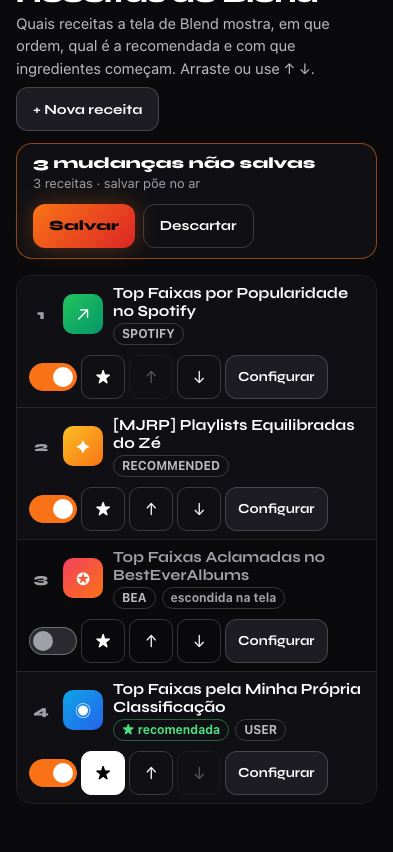 Receitas do Blend
Quais receitas a tela de Blend mostra, em que
ordem, qual é a recomendada e com que
ingredientes começam. Arraste ou use ↑ ↓.
+ Nova receita
3 mudanças não salvas
3 receitas · salvar põe no ar
Salvar
Descartar
1
Top Faixas por Popularidade
no Spotify
SPOTIFY
★ ↑ ↓ Configurar
2
[MJRP] Playlists Equilibradas
do Zé
RECOMMENDED
★ ↑ ↓ Configurar
3
Top Faixas Aclamadas no
BestEverAlbums
BEA
escondida na tela
★ ↑ ↓ Configurar
4
Top Faixas pela Minha Própria
Classificação
★ recomendada
USER
★ ↑ ↓ Configurar